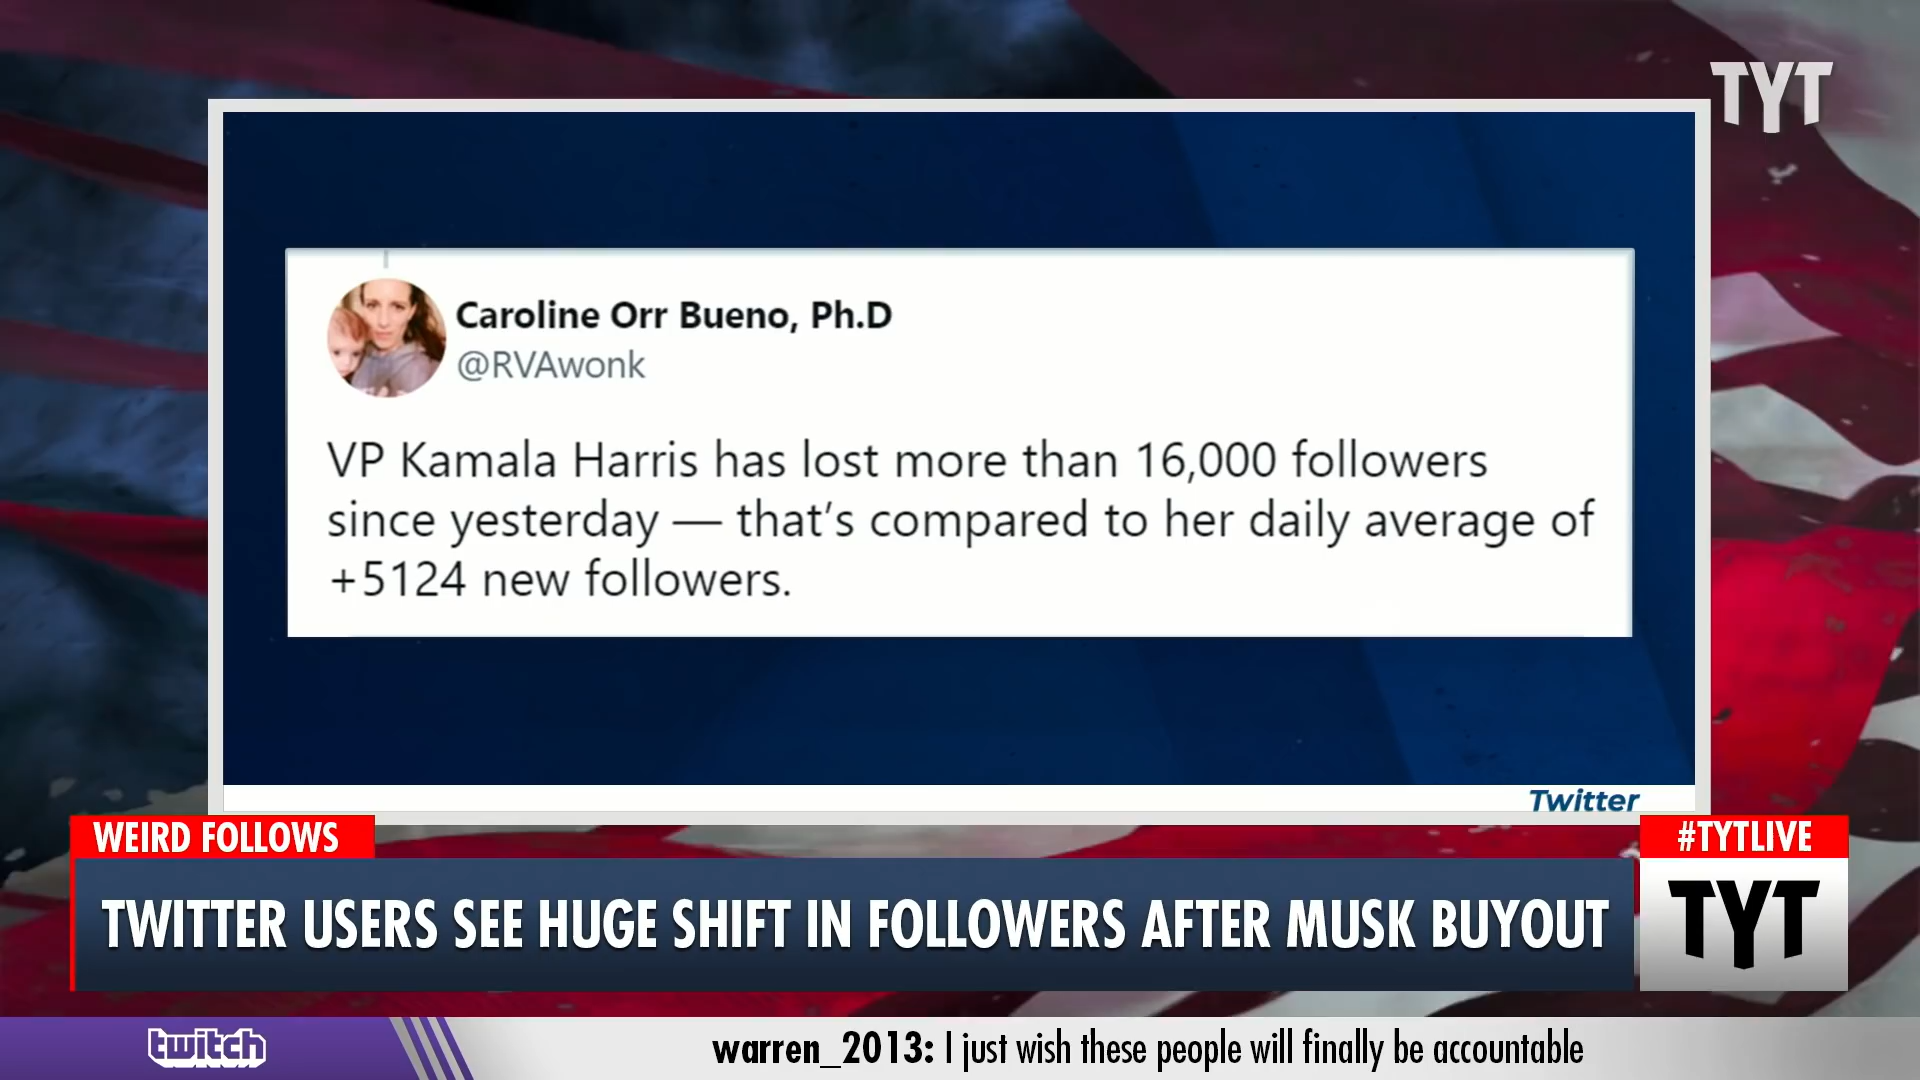 TYT
Caroline Orr Bueno, Ph.D
@RVAwonk
VP Kamala Harris has lost more than 16,000 followers
since yesterday — that's compared to her daily average of
+5124 new followers.
Twitter
WEIRD FOLLOWS
#TYTLIVE
TWITTER USERS SEE HUGE SHIFT IN FOLLOWERS AFTER MUSK BUYOUT
TYT
twitch
warren_2013: I just wish these people will finally be accountable